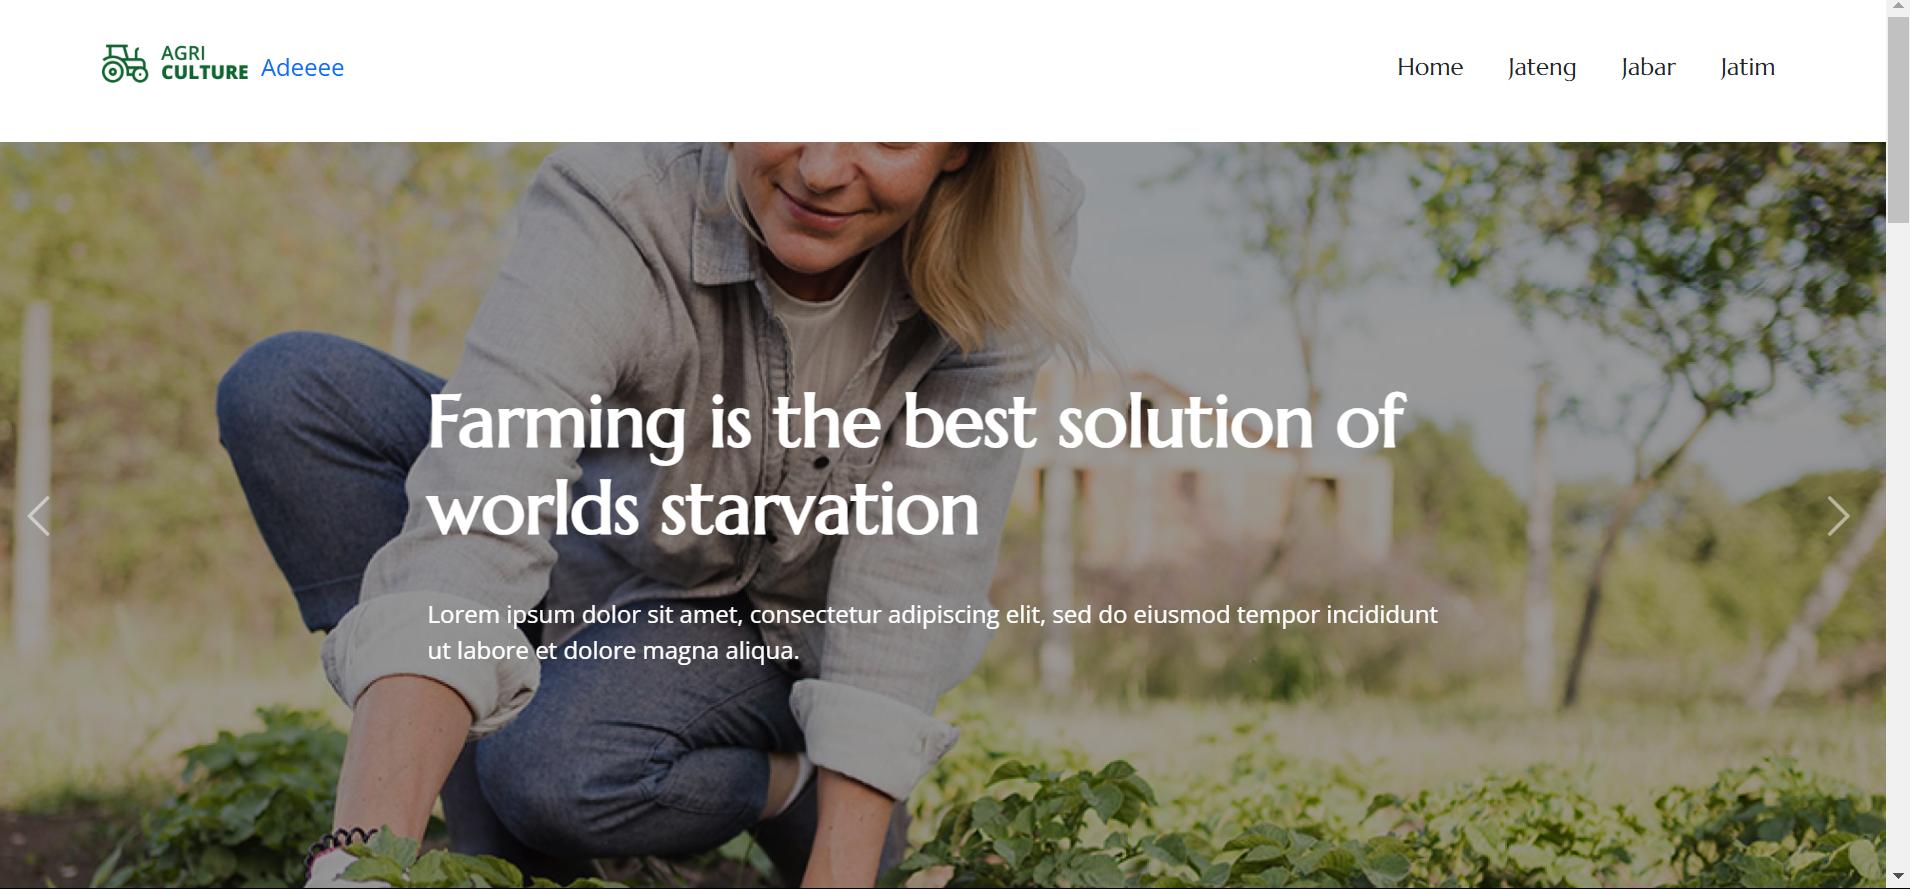 AGRI
CULTURE
Adeeee
Home Jateng Jabar Jatim
Farming is the best solution of
worlds starvation
Lorem ipsum dolor sit amet, consectetur adipiscing elit, sed do eiusmod tempor incididunt
ut labore et dolore magna aliqua.